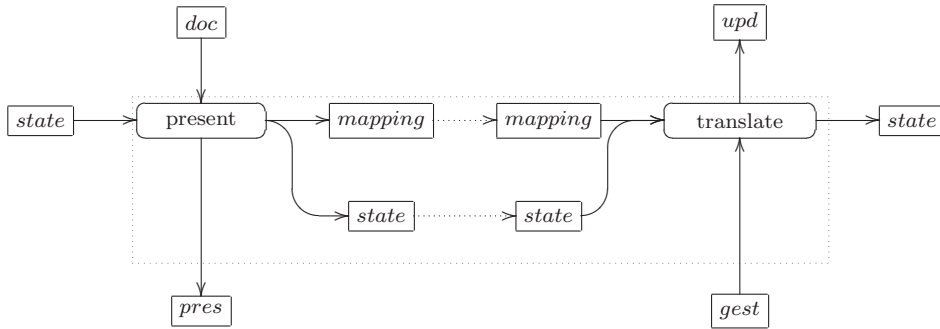 doc
upd
state
present
mapping
mapping
translate
state
state
state
pres
gest